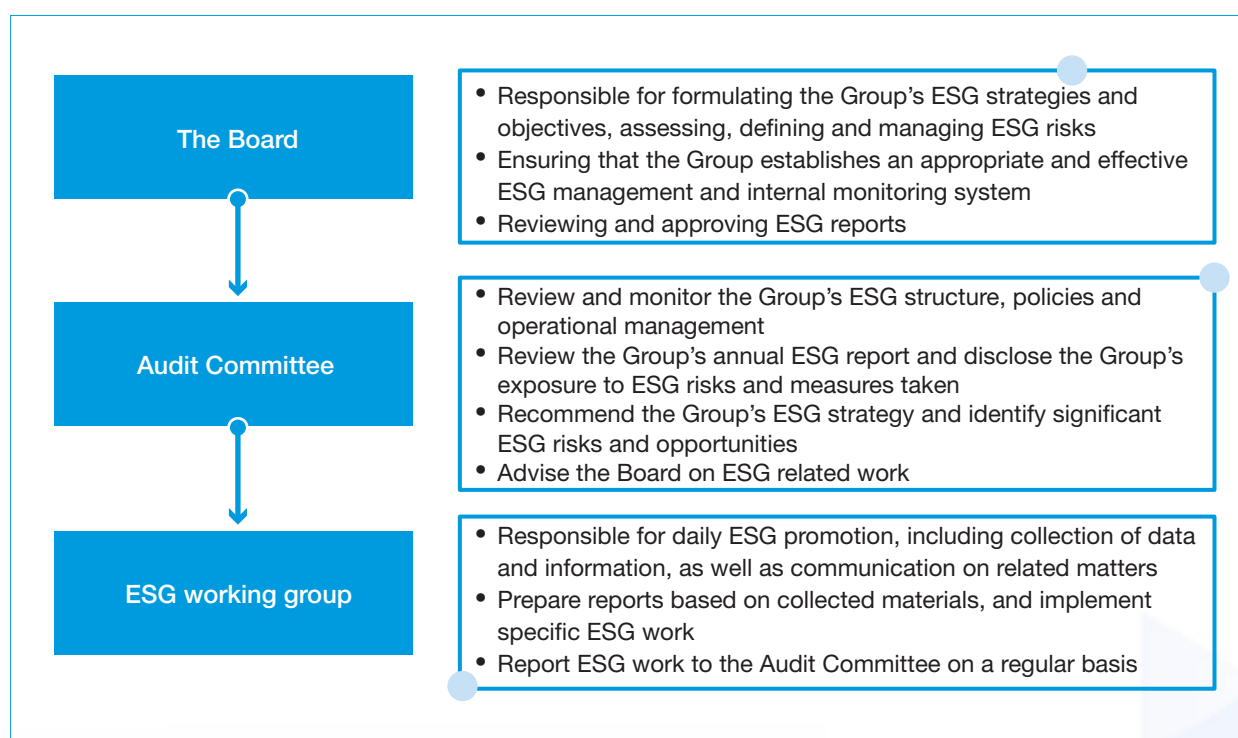 The Board
• Responsible for formulating the Group’s ESG strategies and
objectives, assessing, defining and managing ESG risks
• Ensuring that the Group establishes an appropriate and effective
ESG management and internal monitoring system
• Reviewing and approving ESG reports
Audit Committee
• Review and monitor the Group’s ESG structure, policies and
operational management
• Review the Group’s annual ESG report and disclose the Group’s
exposure to ESG risks and measures taken
• Recommend the Group’s ESG strategy and identify significant
ESG risks and opportunities
• Advise the Board on ESG related work
ESG working group
• Responsible for daily ESG promotion, including collection of data
and information, as well as communication on related matters
• Prepare reports based on collected materials, and implement
specific ESG work
• Report ESG work to the Audit Committee on a regular basis